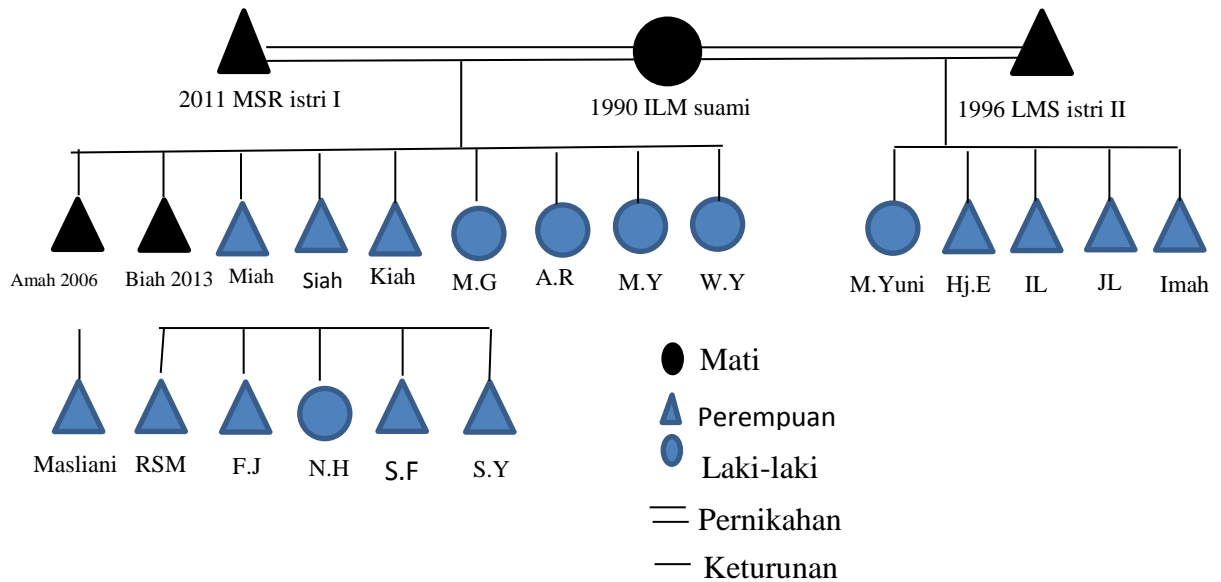 2011 MSR istri I
1990 ILM suami
1996 LMS istri II
Amah 2006
Biah 2013
Miah
Siah
Kiah
M.G
A.R
M.Y
W.Y
M.Yuni
Hj.E
IL
JL
Imah
Masliani
RSM
F.J
N.H
S.F
S.Y
Mati
Perempuan
Laki-laki
Pernikahan
Keturunan